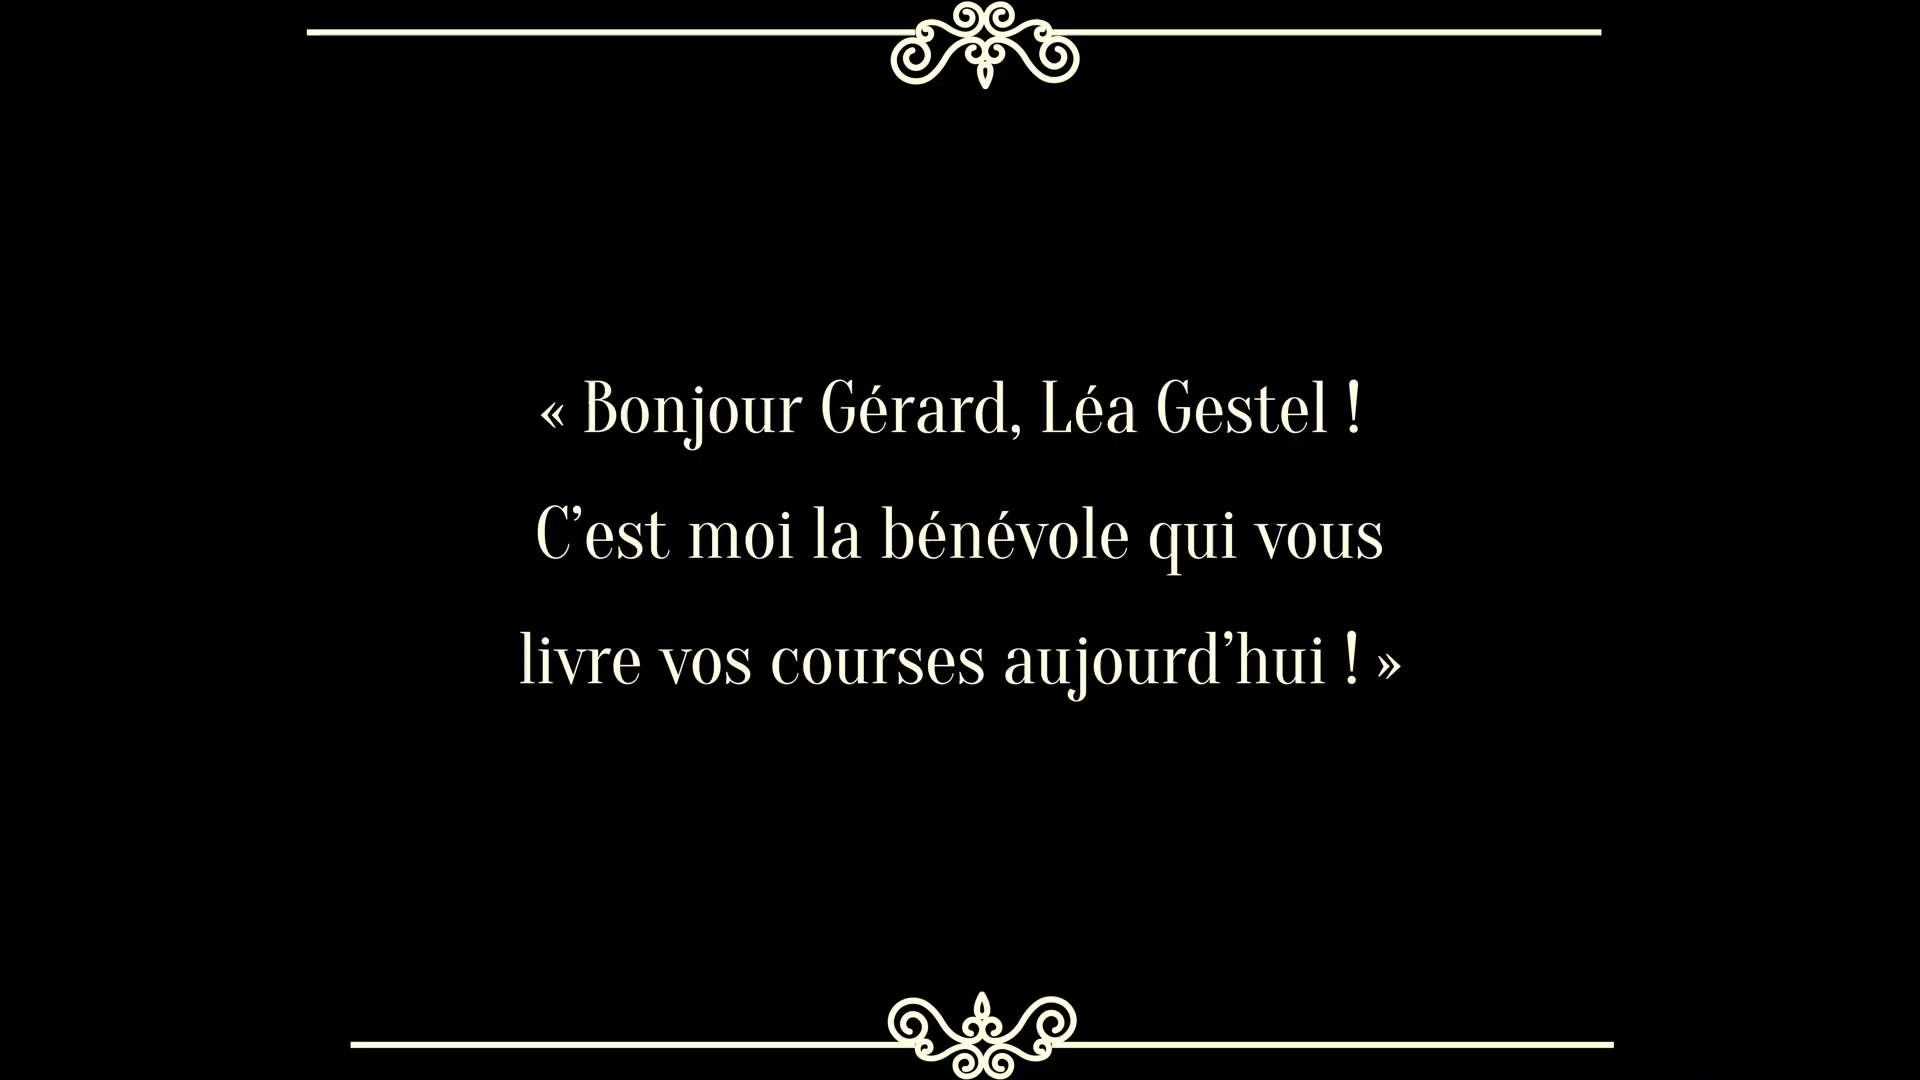 « Bonjour Gérard, Léa Gestel !
C’est moi la bénévole qui vous
livre vos courses aujourd’hui ! »